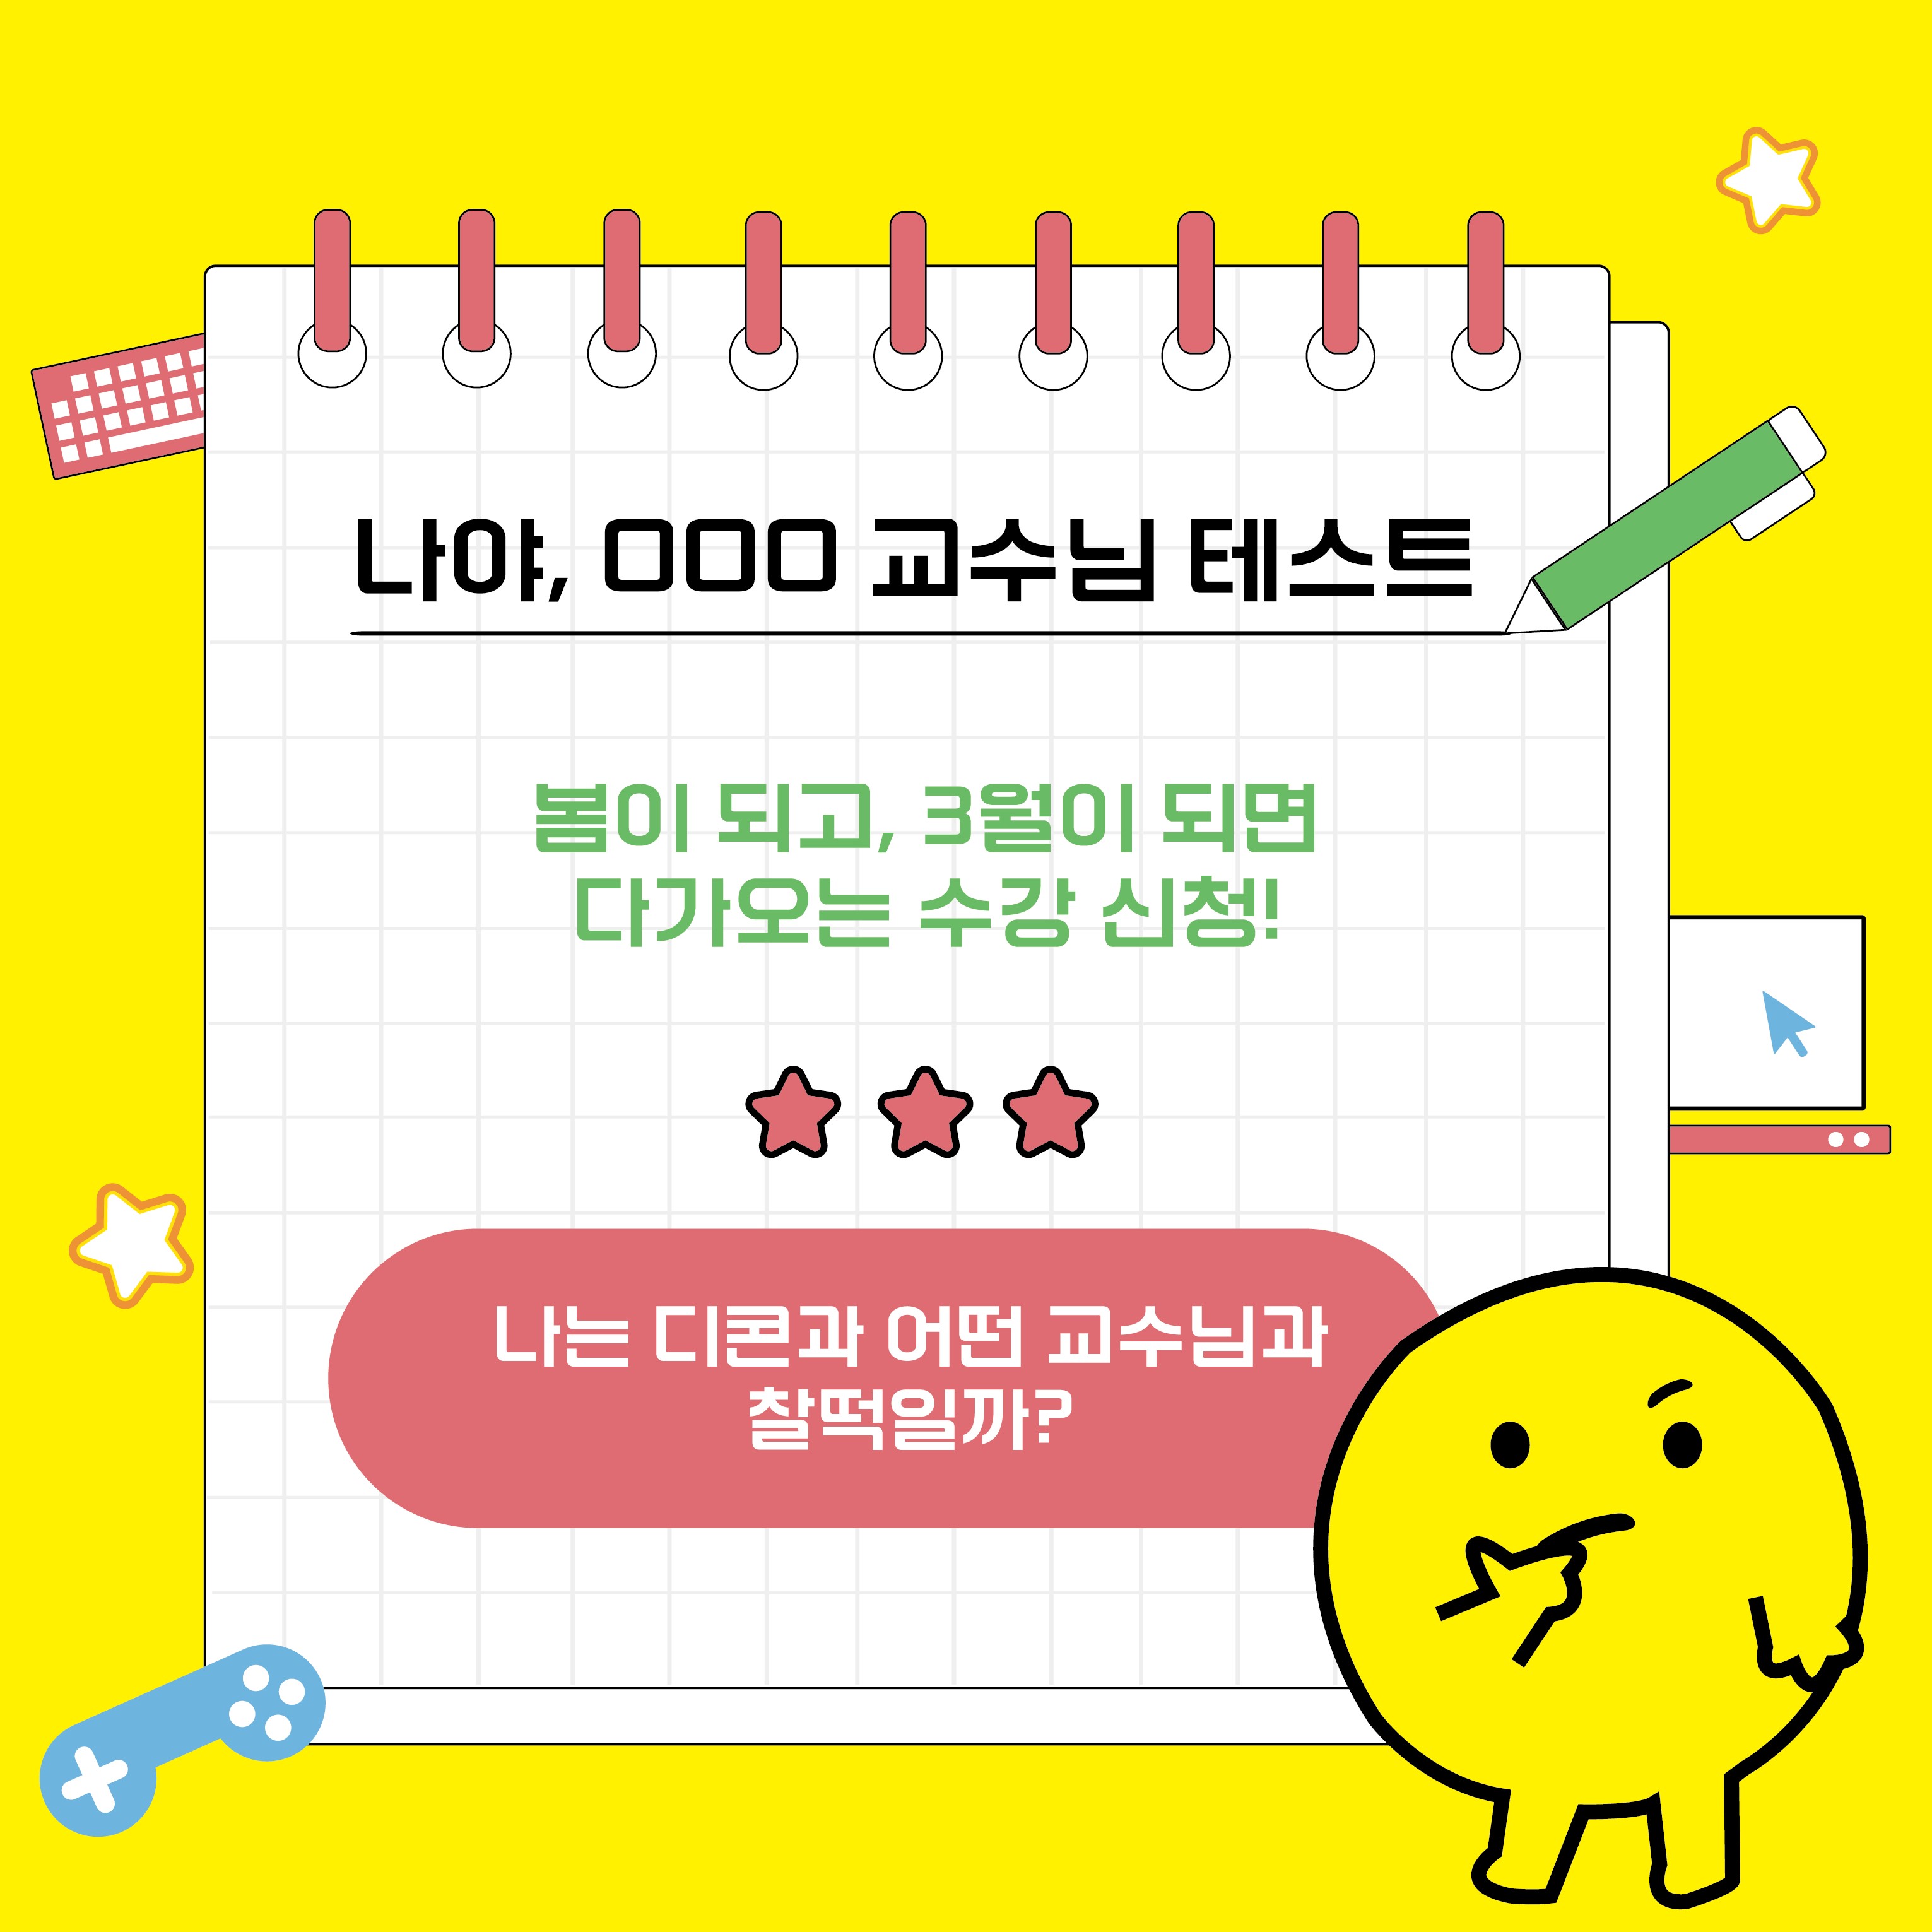 나야, OOO 교수님 테스트
봄이 되고, 3월이 되면
다가오는 수강 신청!
나는 디콘과 어떤 교수님과
찰떡일까?